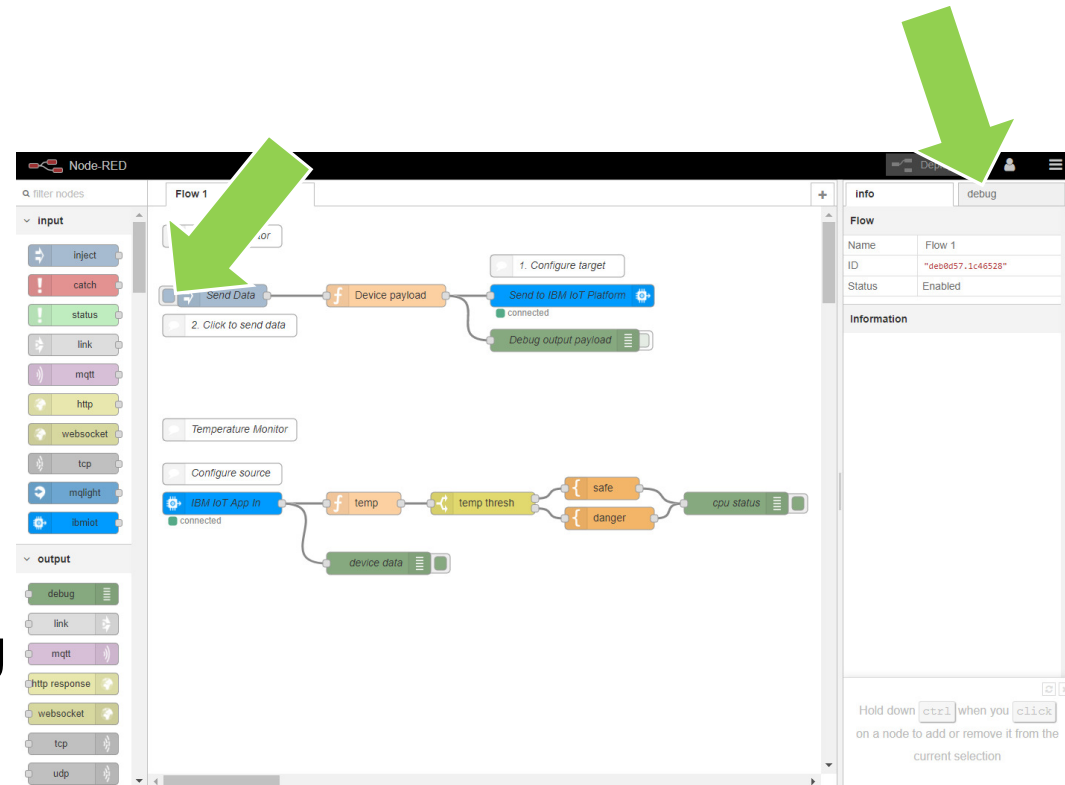 Node-RED
filter nodes
Flow 1
info
debug
input
inject
catch
status
link
mqtt
http
websocket
tcp
mqlight
ibmiot
output
debug
link
mqtt
http response
websocket
tcp
udp
1. Configure target
Send Data
Device payload
Send to IBM IoT Platform
connected
2. Click to send data
Debug output payload
Temperature Monitor
Configure source
IBM IoT App In
connected
temp
temp thresh
safe
danger
cpu status
device data
Flow
Name Flow 1
ID "deb0d57.1c46528"
Status Enabled
Information
Hold down ctrl when you click
on a node to add or remove it from the
current selection